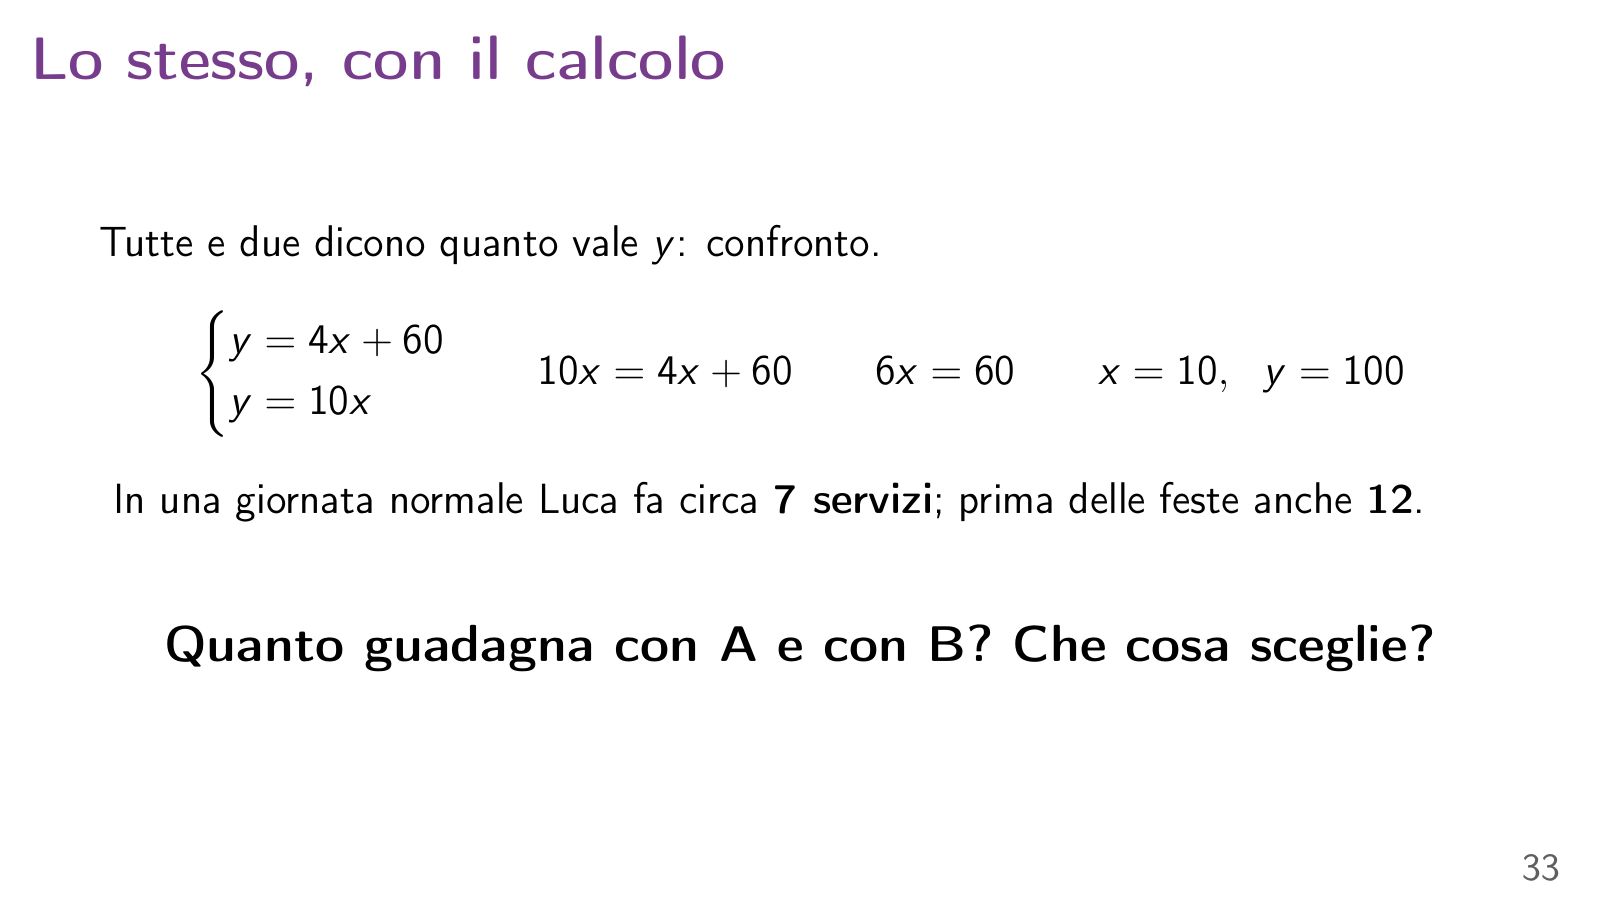 Lo stesso, con il calcolo
Tutte e due dicono quanto vale y: confronto.
{ y = 4x + 60
y = 10x
10x = 4x + 60 6x = 60 x = 10, y = 100
In una giornata normale Luca fa circa 7 servizi; prima delle feste anche 12.
Quanto guadagna con A e con B? Che cosa sceglie?
33